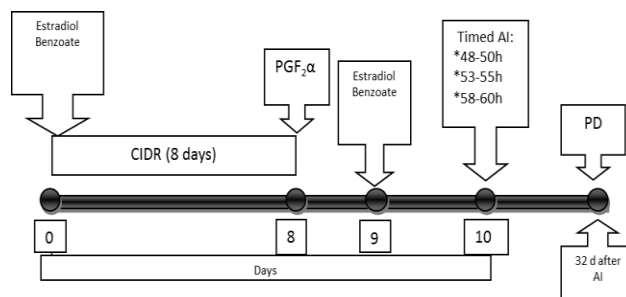 Estradiol
Benzoate
PGF2α
Estradiol
Benzoate
Timed AI:
*48-50h
*53-55h
*58-60h
PD
CIDR (8 days)
0
8
9
10
Days
32 d after
AI